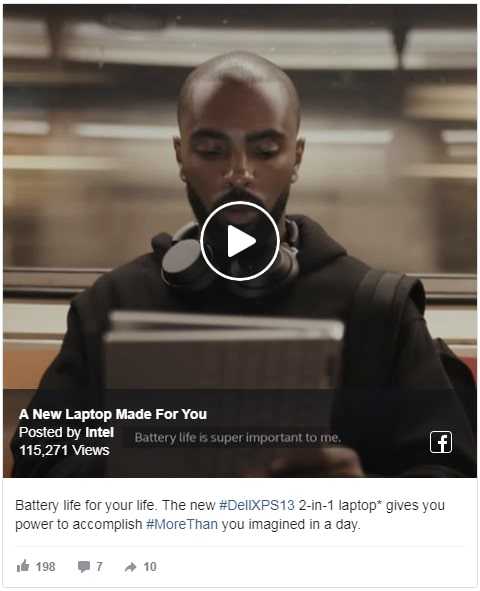 A New Laptop Made For You
Posted by Intel
Battery life is super important to me.
115,271 Views
Battery life for your life. The new #DellXPS13 2-in-1 laptop* gives you
power to accomplish #MoreThan you imagined in a day.
198 7 10